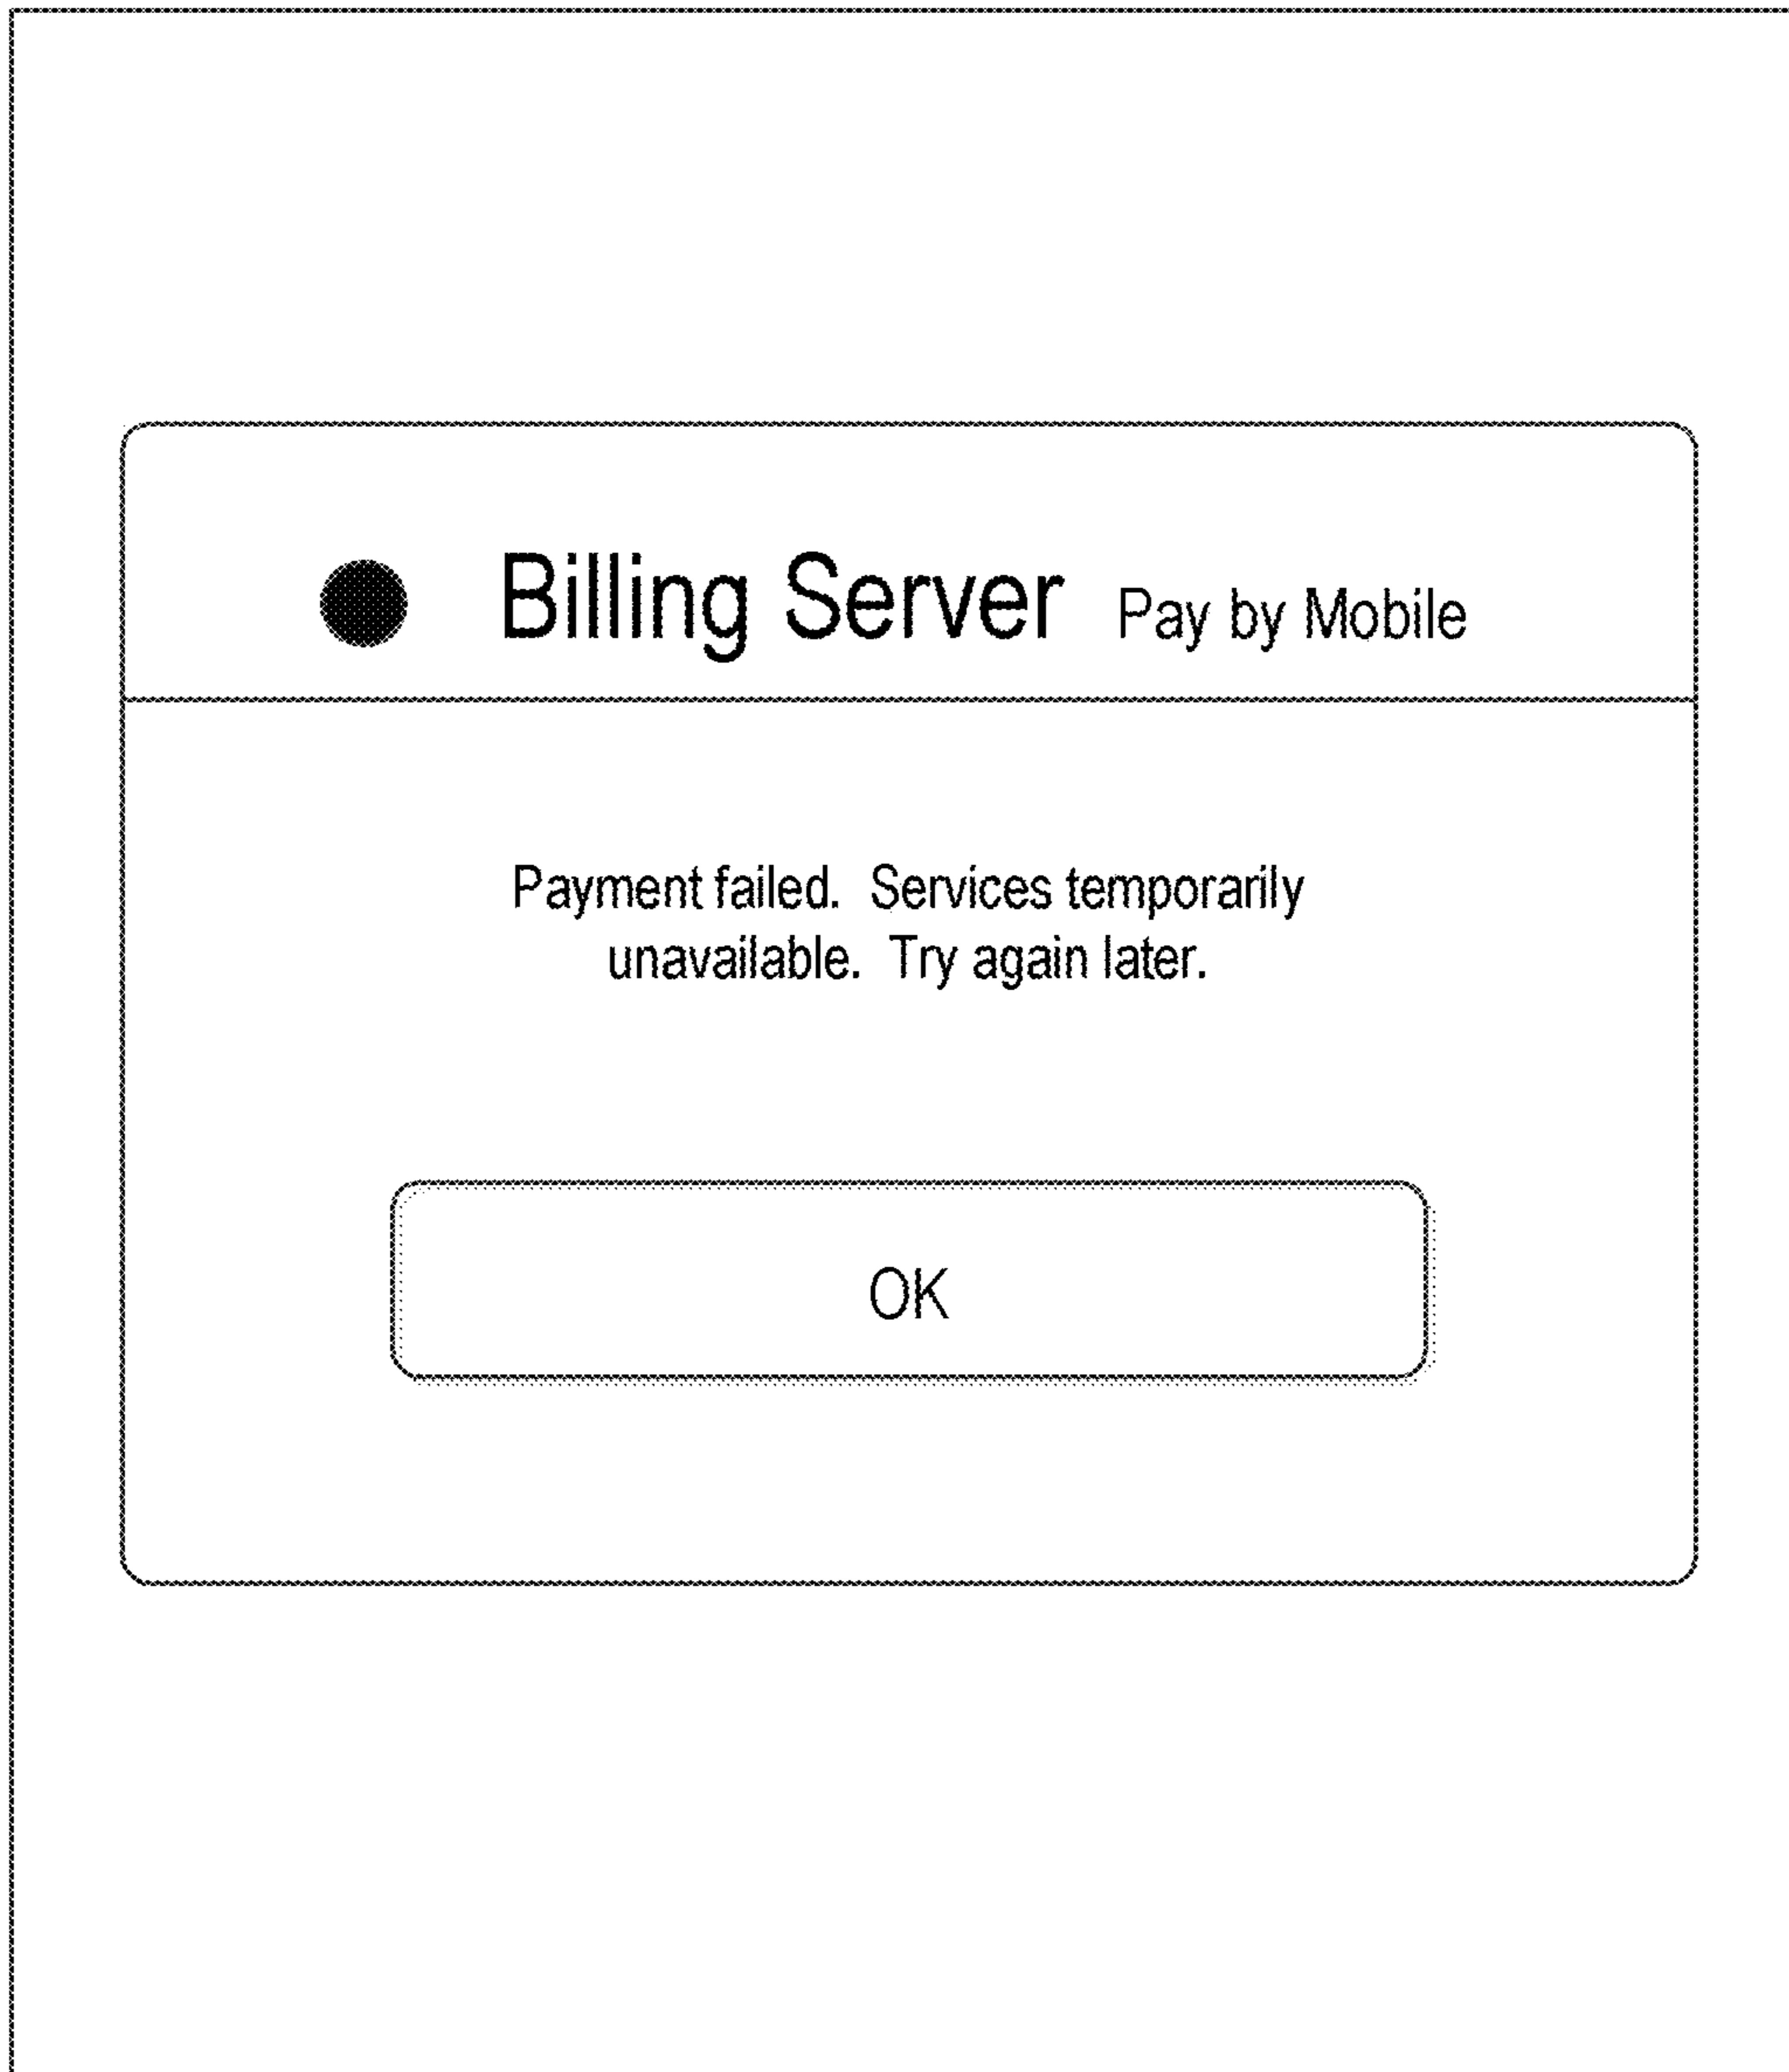 Billing Server Pay by Mobile
Payment failed. Services temporarily
unavailable. Try again later.
OK